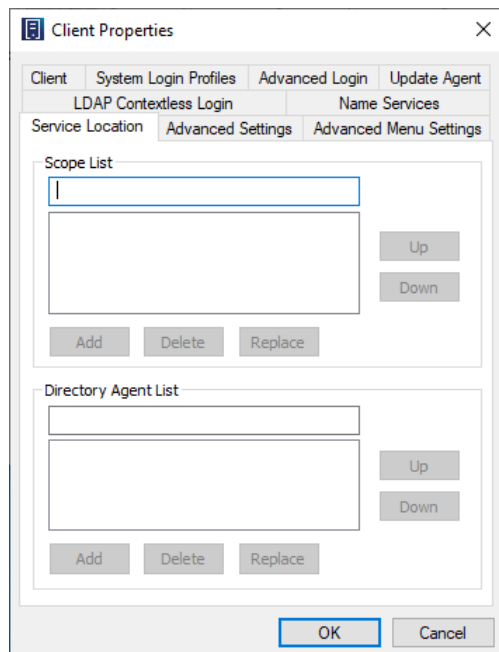 Client Properties
Client System Login Profiles Advanced Login Update Agent
LDAP Contextless Login Name Services
Service Location Advanced Settings Advanced Menu Settings
Scope List
Up
Down
Add Delete Replace
Directory Agent List
Up
Down
Add Delete Replace
OK Cancel